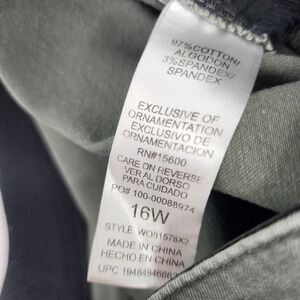 97%COTTON/
ALGODON
3%SPANDEX/
SPANDEX
EXCLUSIVE OF
ORNAMENTATION
EXCLUSIVO DE
ORNAMENTACION
RN#15600
CARE ON REVERSE
VER AL DORSO
PARA CUIDADO
PO# 100-00088974
16W
STYLE WO91578X2
MADE IN CHINA
HECHO EN CHINA
UPC